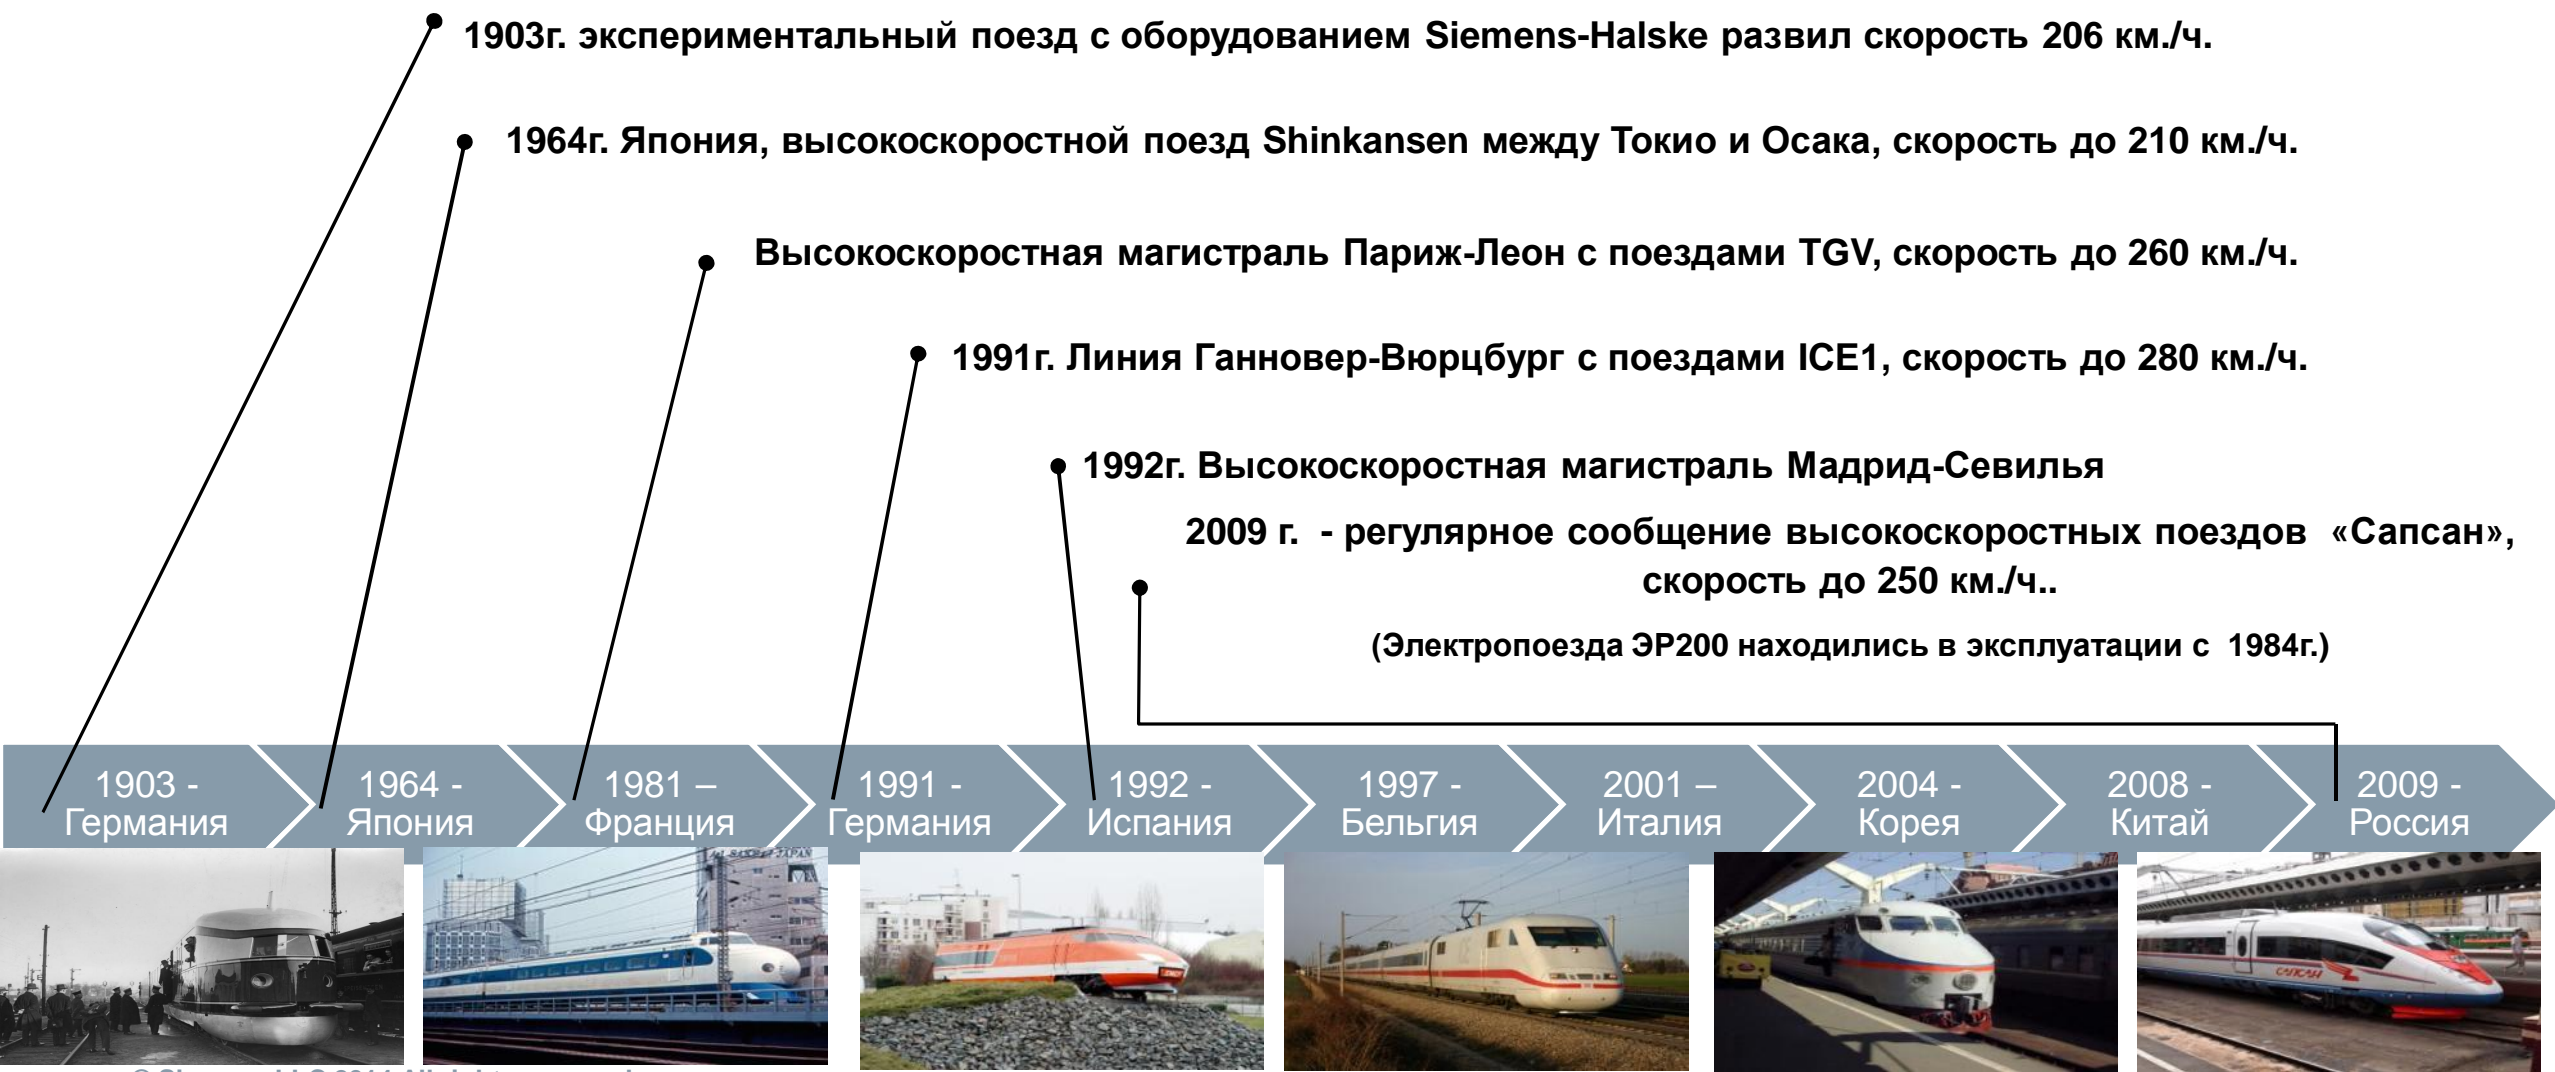 1903г. экспериментальный поезд с оборудованием Siemens-Halske развил скорость 206 км./ч.
1964г. Япония, высокоскоростной поезд Shinkansen между Токио и Осака, скорость до 210 км./ч.
Высокоскоростная магистраль Париж-Леон с поездами TGV, скорость до 260 км./ч.
1991г. Линия Ганновер-Вюрцбург с поездами ICE1, скорость до 280 км./ч.
1992г. Высокоскоростная магистраль Мадрид-Севилья
2009 г. - регулярное сообщение высокоскоростных поездов «Сапсан»,
скорость до 250 км./ч..
(Электропоезда ЭР200 находились в эксплуатации с 1984г.)
1903 -
Германия
1964 -
Япония
1981 –
Франция
1991 -
Германия
1992 -
Испания
1997 -
Бельгия
2001 –
Италия
2004 -
Корея
2008 -
Китай
2009 -
Россия
JAPAN
САПСАН